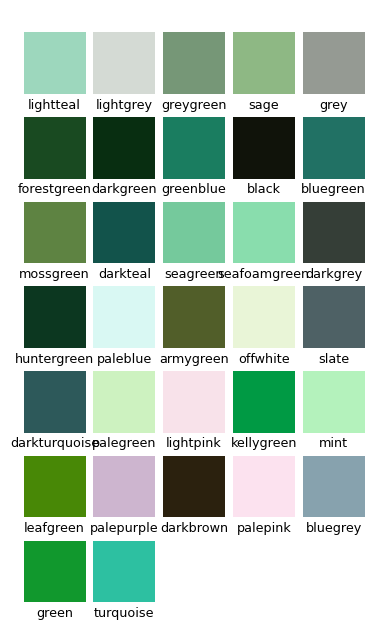 lightteal lightgrey greygreen sage grey
forestgreen darkgreen greenblue black bluegreen
mossgreen darkteal seagreen seafoamgreen darkgrey
huntergreen paleblue armygreen offwhite slate
darkturquoise palegreen lightpink kellygreen mint
leafgreen palepurple darkbrown palepink bluegrey
green turquoise